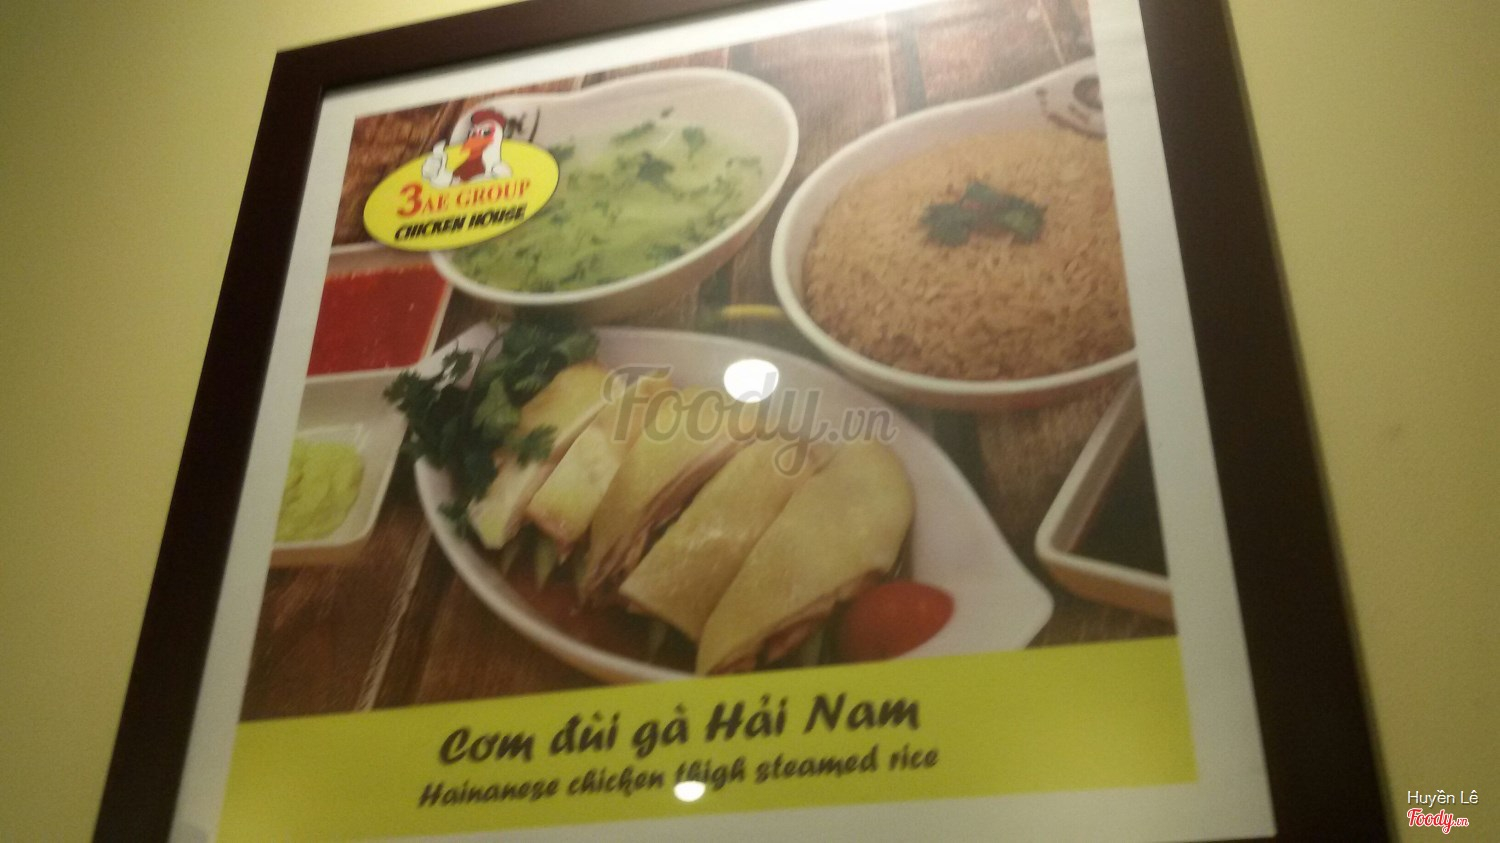 3AE GROUP
CHICKEN HOUSE
Foody.vn
Cơm đùi gà Hải Nam
Hainanese chicken thigh steamed rice
Huyền Lê
Foody.vn